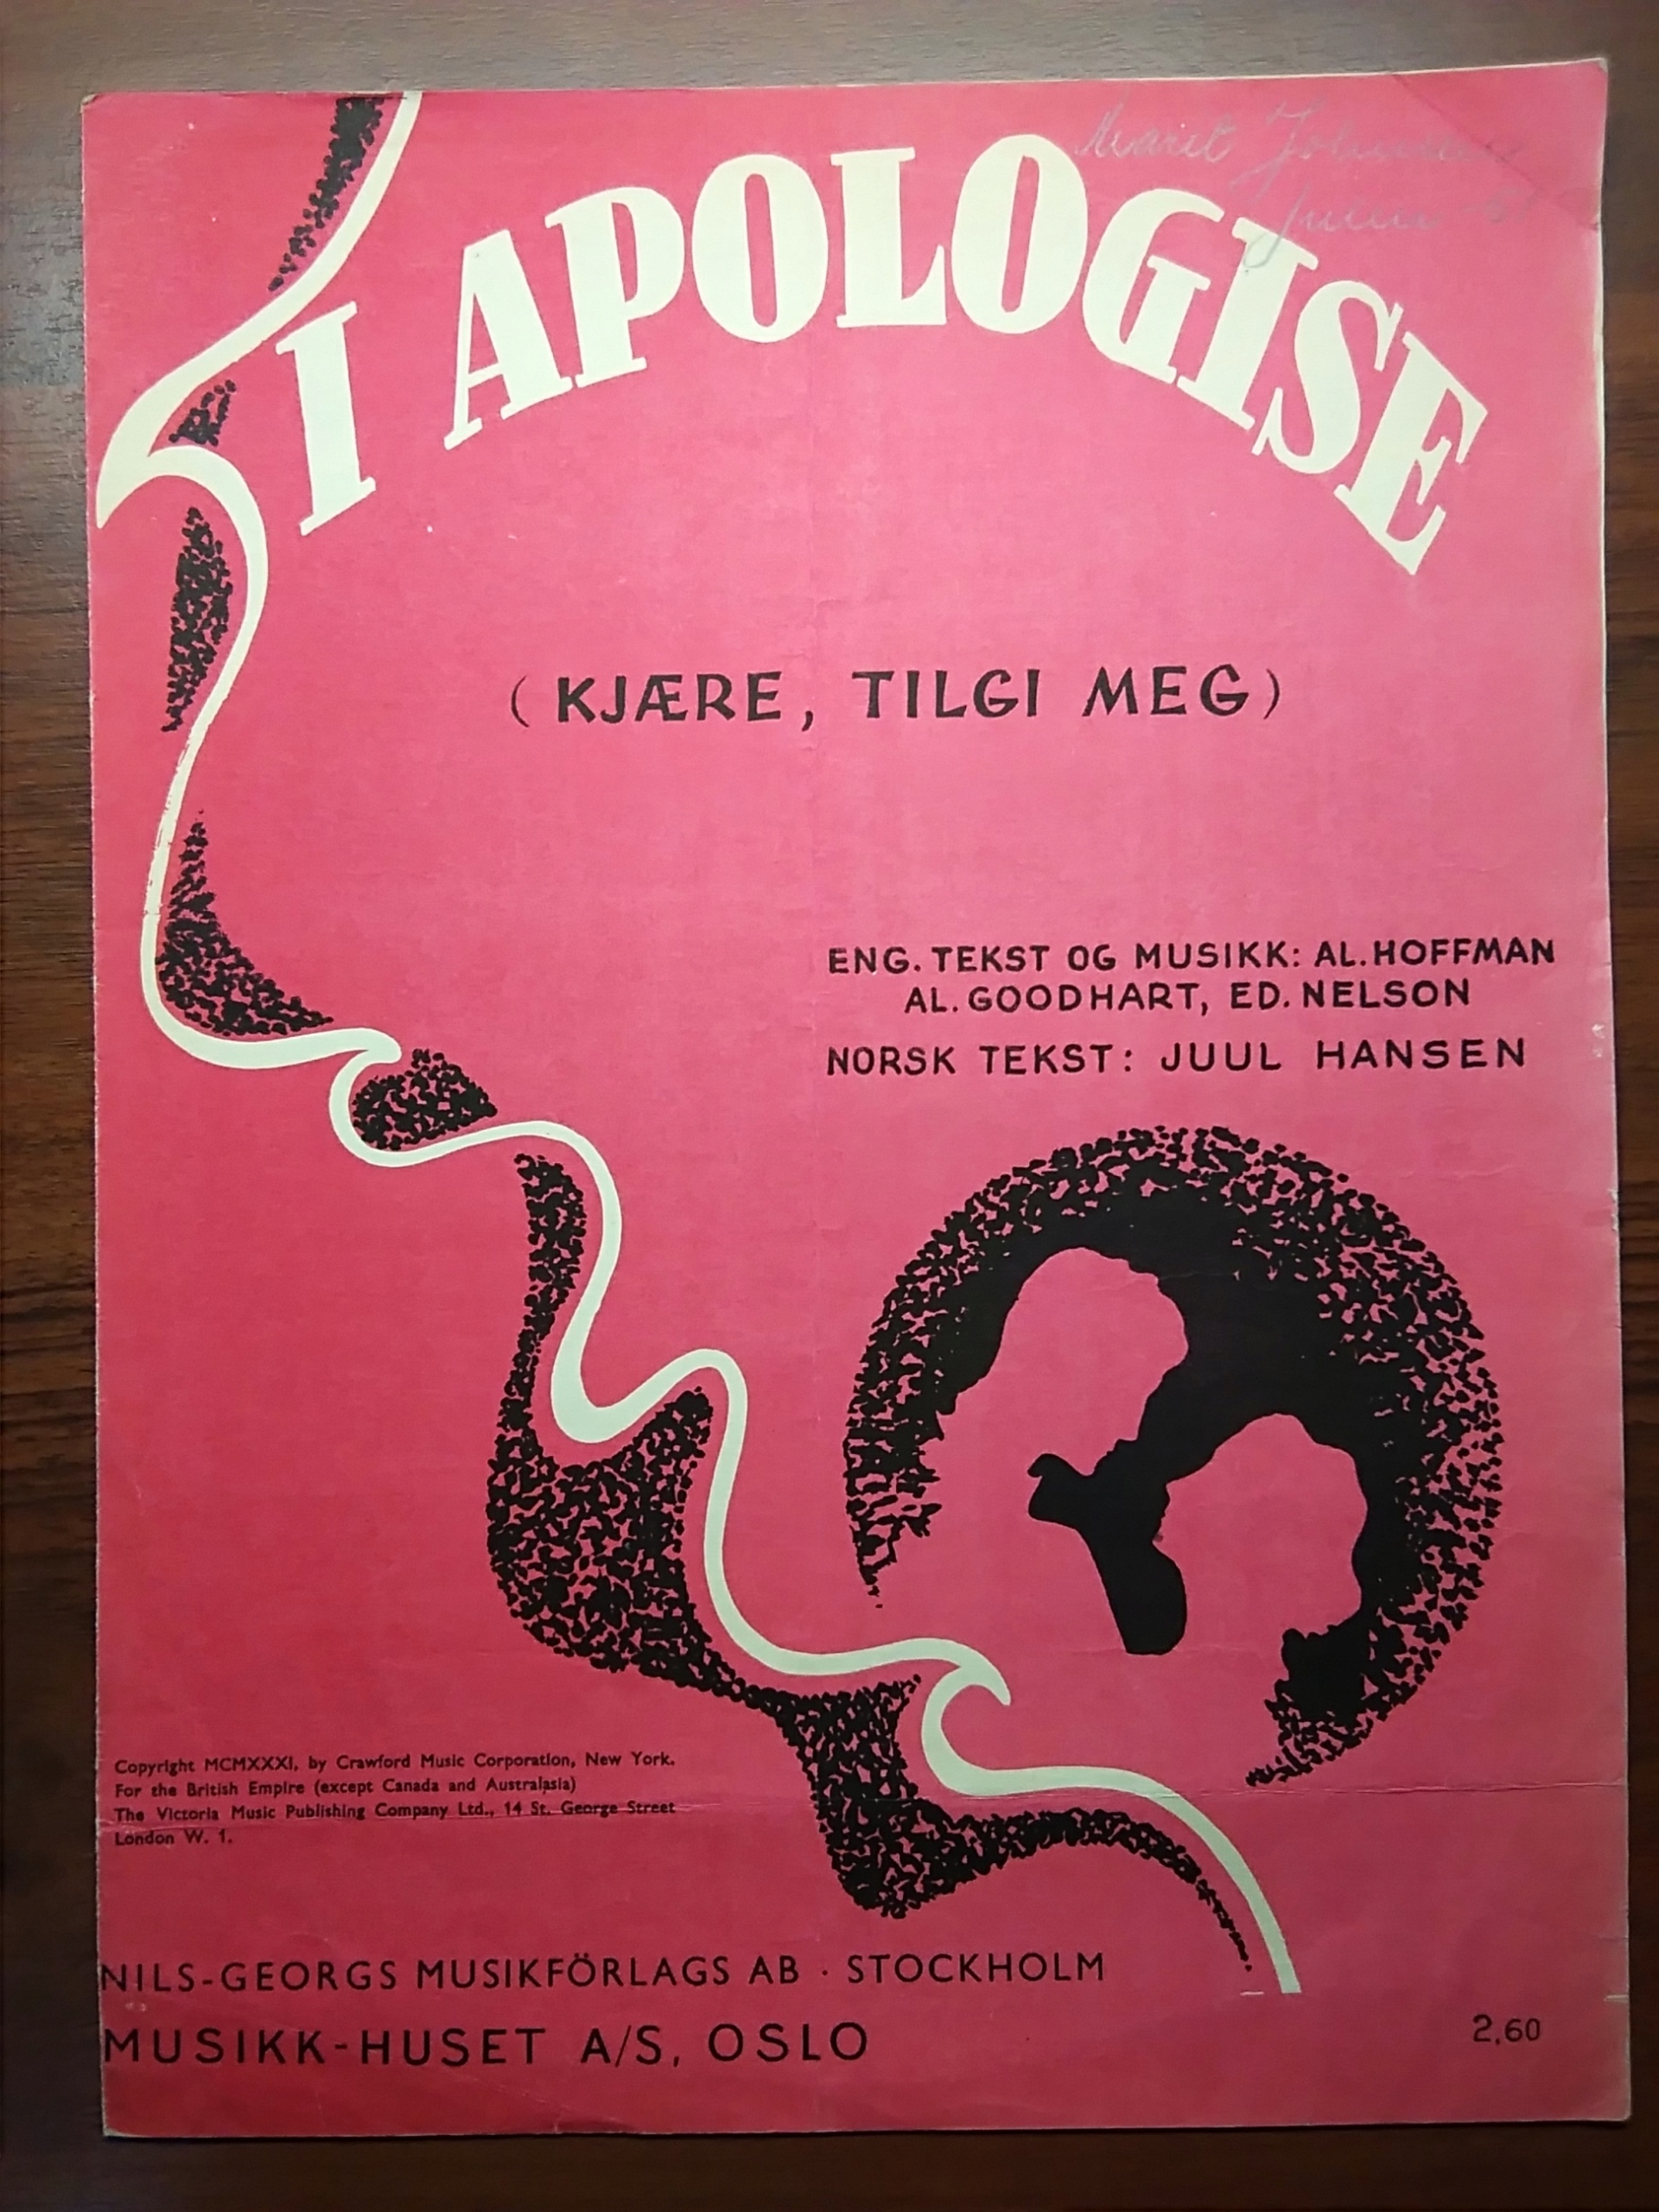 Marit
I APOLOGISE
(KJÆRE, TILGI MEG)
ENG. TEKST OG MUSIKK: AL. HOFFMAN
AL. GOODHART, ED. NELSON
NORSK TEKST: JUUL HANSEN
Copyright MCMXXXI, by Crawford Music Corporation, New York.
For the British Empire (except Canada and Australasia)
The Victoria Music Publishing Company Ltd., 14 St. George Street
London W. 1.
NILS-GEORGS MUSIKFÖRLAGS AB · STOCKHOLM
MUSIKK-HUSET A/S, OSLO
2,60